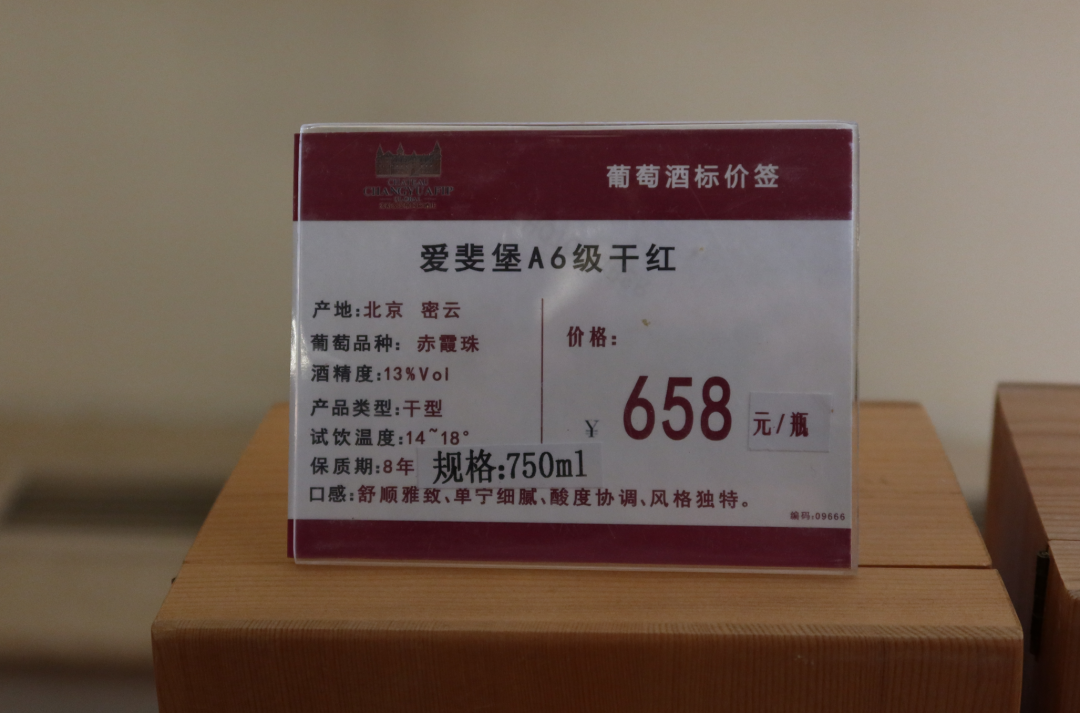 葡萄酒标价签
爱斐堡A6级干红
产地:北京 密云
葡萄品种: 赤霞珠
酒精度:13%Vol
产品类型:干型
试饮温度:14~18°
保质期:8年
规格:750ml
口感:舒顺雅致、单宁细腻、酸度协调、风格独特。
价格:
¥ 658 元/瓶
编码:09666